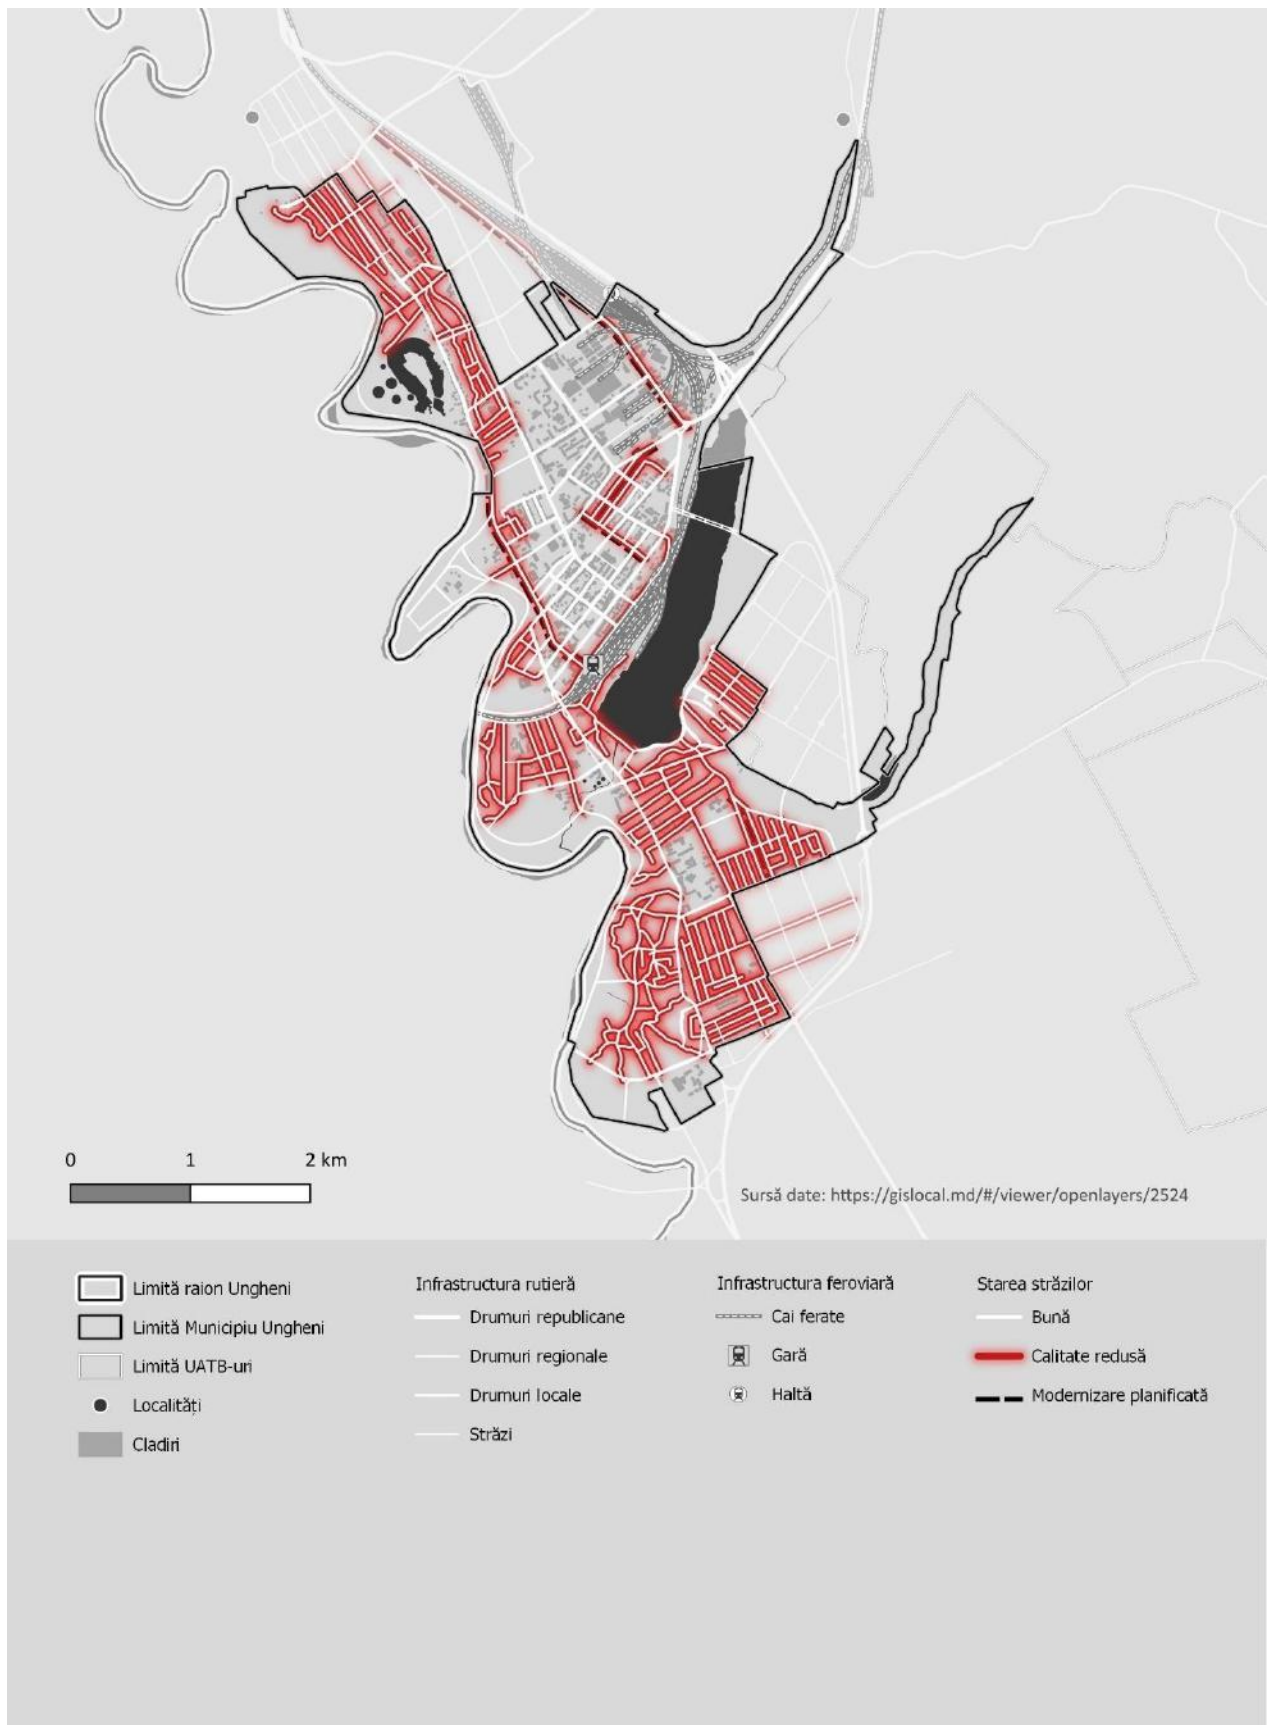 0 1 2 km
Sursă date: https://gislocal.md/#/viewer/openlayers/2524
Limită raion Ungheni
Limită Municipiu Ungheni
Limită UATB-uri
Localități
Cladiri
Infrastructura rutieră
Drumuri republicane
Drumuri regionale
Drumuri locale
Străzi
Infrastructura feroviară
Cai ferate
Gară
Haltă
Starea străzilor
Bună
Calitate redusă
Modernizare planificată